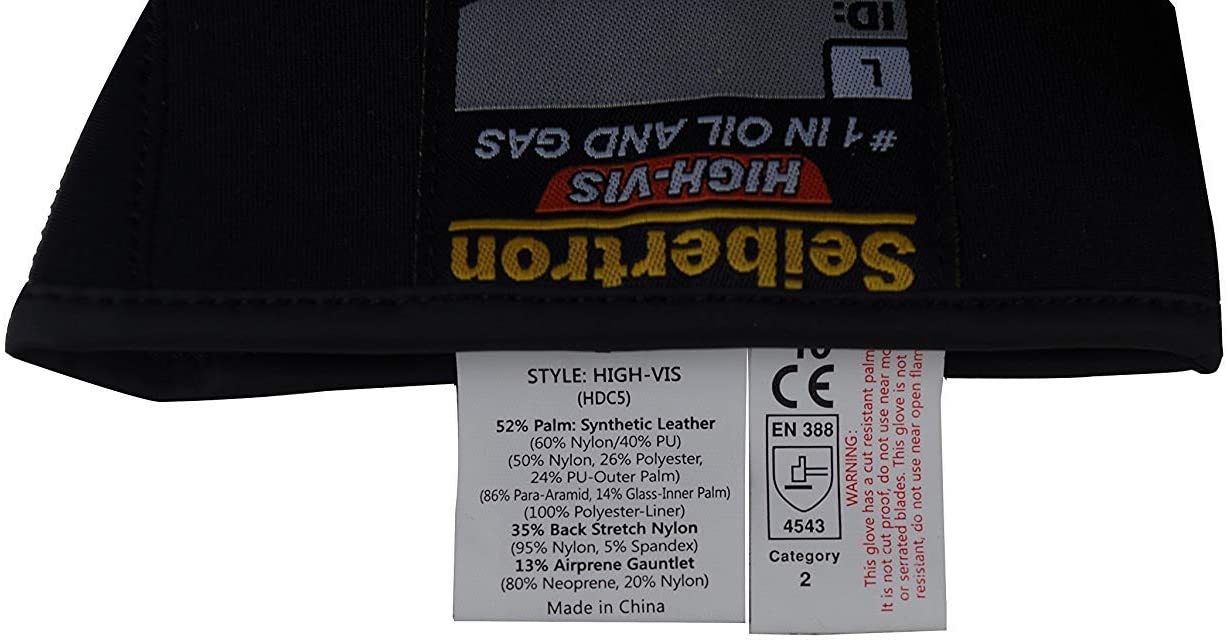 Seibertron
HIGH-VIS
#1 IN OIL AND GAS
L
ID:
STYLE: HIGH-VIS
(HDC5)
52% Palm: Synthetic Leather
(60% Nylon/40% PU)
(50% Nylon, 26% Polyester,
24% PU-Outer Palm)
(86% Para-Aramid, 14% Glass-Inner Palm)
(100% Polyester-Liner)
35% Back Stretch Nylon
(95% Nylon, 5% Spandex)
13% Airprene Gauntlet
(80% Neoprene, 20% Nylon)
Made in China
10
CE
EN 388
4543
Category
2
WARNING:
This glove has a cut resistant palm
It is not cut proof, do not use near mo
or serrated blades. This glove is not
resistant, do not use near open flam